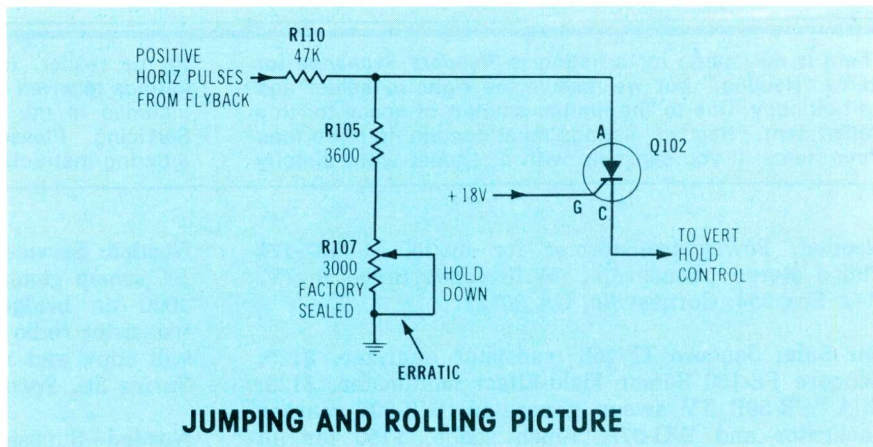 R110
47K
POSITIVE
HORIZ PULSES
FROM FLYBACK
R105
3600
A
Q102
+18V
G
C
R107
3000
FACTORY
SEALED
HOLD
DOWN
TO VERT
HOLD
CONTROL
ERRATIC
JUMPING AND ROLLING PICTURE